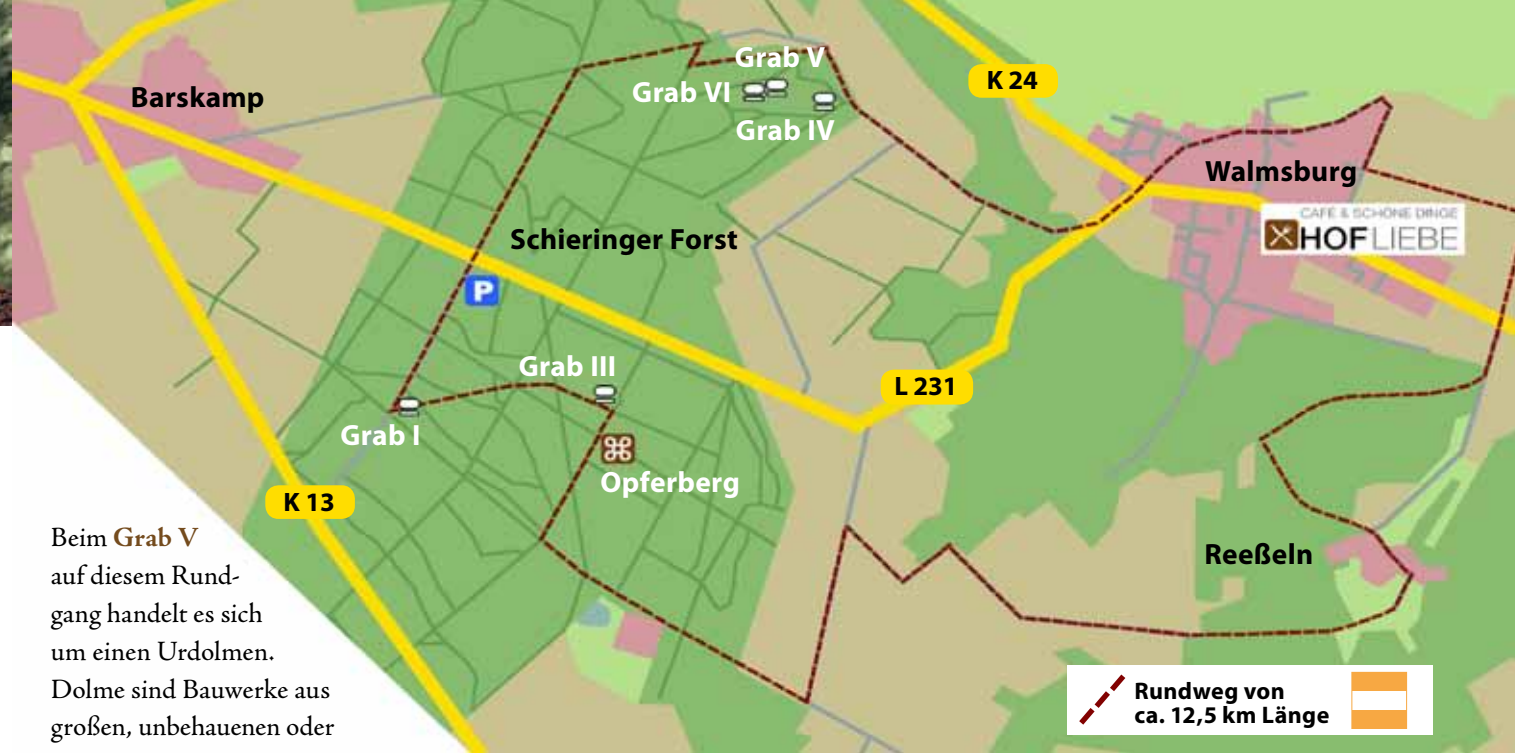 Barskamp
Grab V
Grab VI
Grab IV
K 24
Walmsburg
CAFÉ & SCHÖNE DINGE
HOFLIEBE
Schieringer Forst
P
Grab III
L 231
Grab I
Opferberg
K 13
Reeßeln
Beim Grab V
auf diesem Rund-
gang handelt es sich
um einen Urdolmen.
Dolme sind Bauwerke aus
großen, unbehauenen oder
Rundweg von
ca. 12,5 km Länge